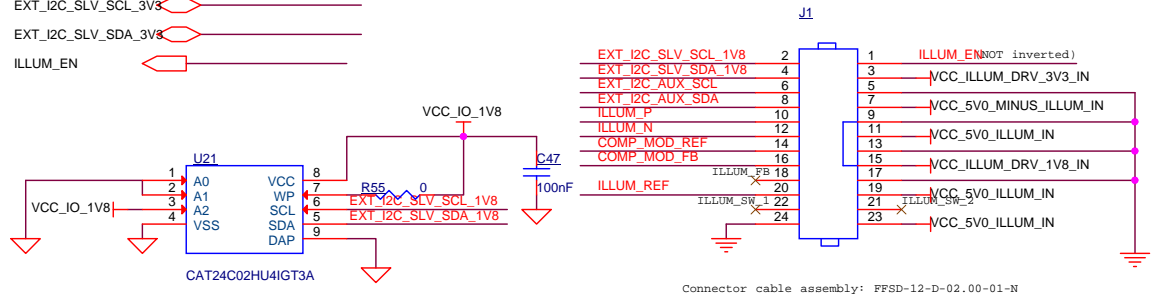 EXT_I2C_SLV_SCL_3V3
EXT_I2C_SLV_SDA_3V3
ILLUM_EN
VCC_IO_1V8
U21
C47
100nF
1 A0 VCC 8
2 A1 WP 7 R55 0
VCC_IO_1V8 3 A2 SCL 6 EXT_I2C_SLV_SCL_1V8
4 VSS SDA 5 EXT_I2C_SLV_SDA_1V8
DAP 9
CAT24C02HU4IGT3A
J1
EXT_I2C_SLV_SCL_1V8 2 1 ILLUM_EN (NOT inverted)
EXT_I2C_SLV_SDA_1V8 4 3 VCC_ILLUM_DRV_3V3_IN
EXT_I2C_AUX_SCL 6 5
EXT_I2C_AUX_SDA 8 7 VCC_5V0_MINUS_ILLUM_IN
ILLUM_P 10 9
ILLUM_N 12 11 VCC_5V0_ILLUM_IN
COMP_MOD_REF 14 13
COMP_MOD_FB 16 15 VCC_ILLUM_DRV_1V8_IN
ILLUM_FB 18 17
ILLUM_REF 20 19 VCC_5V0_ILLUM_IN
ILLUM_SW_1 22 21 ILLUM_SW_2
24 23 VCC_5V0_ILLUM_IN
Connector cable assembly: FFSD-12-D-02.00-01-N